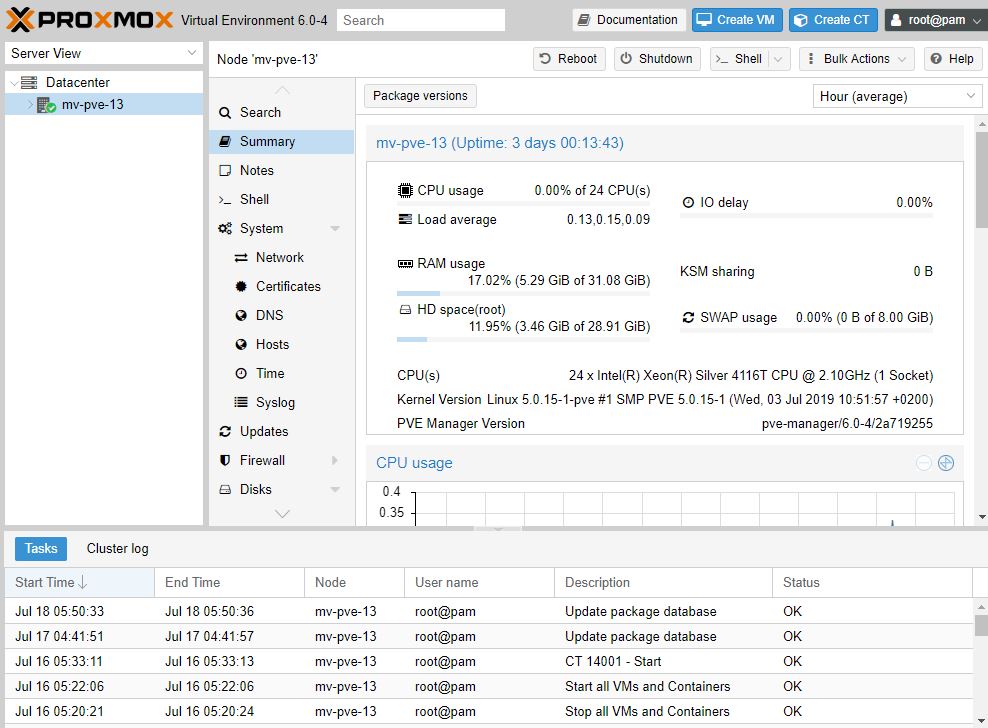 PROXMOX Virtual Environment 6.0-4 Search Documentation Create VM Create CT root@pam
Server View
Datacenter
mv-pve-13
Node 'mv-pve-13' Reboot Shutdown >_ Shell Bulk Actions Help
Search
Summary
Notes
>_ Shell
System
Network
Certificates
DNS
Hosts
Time
Syslog
Updates
Firewall
Disks
Package versions Hour (average)
mv-pve-13 (Uptime: 3 days 00:13:43)
CPU usage 0.00% of 24 CPU(s)
IO delay 0.00%
Load average 0.13,0.15,0.09
RAM usage
17.02% (5.29 GiB of 31.08 GiB)
KSM sharing 0 B
HD space(root)
11.95% (3.46 GiB of 28.91 GiB)
SWAP usage 0.00% (0 B of 8.00 GiB)
CPU(s) 24 x Intel(R) Xeon(R) Silver 4116T CPU @ 2.10GHz (1 Socket)
Kernel Version Linux 5.0.15-1-pve #1 SMP PVE 5.0.15-1 (Wed, 03 Jul 2019 10:51:57 +0200)
PVE Manager Version pve-manager/6.0-4/2a719255
CPU usage
0.4
0.35
Tasks Cluster log
Start Time End Time Node User name Description Status
Jul 18 05:50:33 Jul 18 05:50:36 mv-pve-13 root@pam Update package database OK
Jul 17 04:41:51 Jul 17 04:41:57 mv-pve-13 root@pam Update package database OK
Jul 16 05:33:11 Jul 16 05:33:13 mv-pve-13 root@pam CT 14001 - Start OK
Jul 16 05:22:06 Jul 16 05:22:06 mv-pve-13 root@pam Start all VMs and Containers OK
Jul 16 05:20:21 Jul 16 05:20:24 mv-pve-13 root@pam Stop all VMs and Containers OK